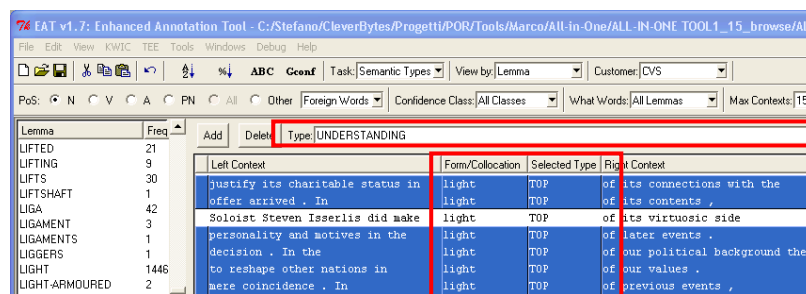 EAT v1.7: Enhanced Annotation Tool - C:/Stefano/CleverBytes/Progetti/POR/Tools/Marco/All-in-One/ALL-IN-ONE TOOL1_15_browse/Al
File Edit View KWIC TEE Tools Windows Debug Help
ABC Gconf Task: Semantic Types View by: Lemma Customer: CVS
PoS: N V A PN All Other Foreign Words Confidence Class: All Classes What Words: All Lemmas Max Contexts: 15
Lemma Freq Add Delete Type: UNDERSTANDING
LIFTED 21
LIFTING 9
LIFTS 30
LIFTSHAFT 1
LIGA 42
LIGAMENT 3
LIGAMENTS 1
LIGGERS 1
LIGHT 1446
LIGHT-ARMOURED 2
Left Context Form/Collocation Selected Type Right Context
justify its charitable status in light TOP of its connections with the
offer arrived . In light TOP of its contents ,
Soloist Steven Isserlis did make light TOP of its virtuosic side
personality and motives in the light TOP of later events .
decision . In the light TOP of our political background the
to reshape other nations in light TOP of our values .
mere coincidence . In light TOP of previous events ,